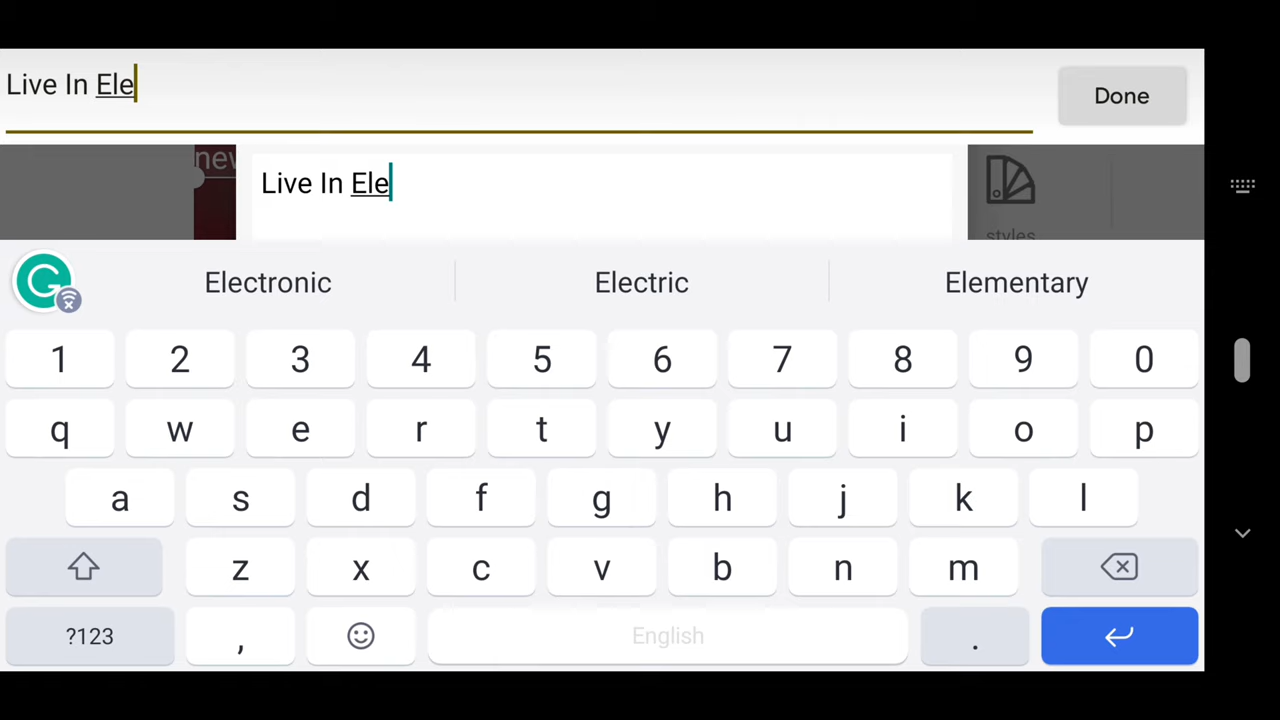 Live In Ele
Done
new
Live In Ele
styles
Electronic Electric Elementary
1 2 3 4 5 6 7 8 9 0
q w e r t y u i o p
a s d f g h j k l
z x c v b n m
?123 , English .